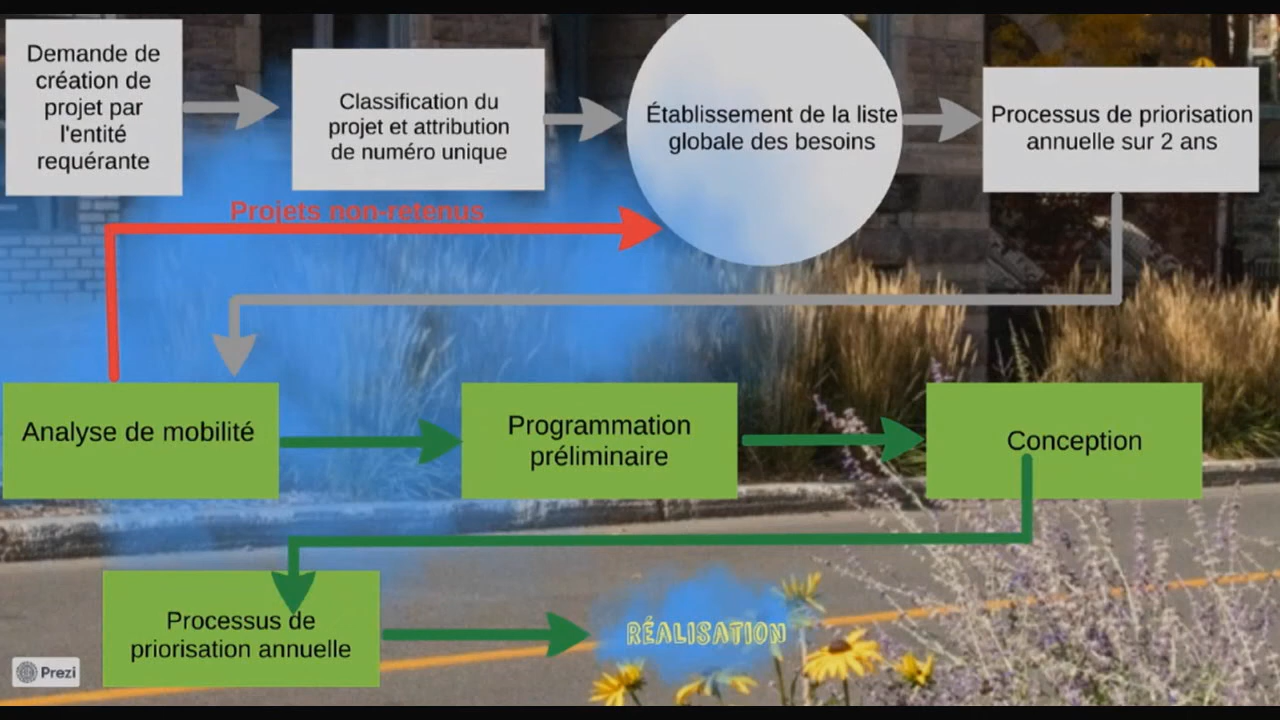 Demande de
création de
projet par
l'entité
requérante
Classification du
projet et attribution
de numéro unique
Établissement de la liste
globale des besoins
Processus de priorisation
annuelle sur 2 ans
Projets non-retenus
Analyse de mobilité
Programmation
préliminaire
Conception
Processus de
priorisation annuelle
RÉALISATION
Prezi